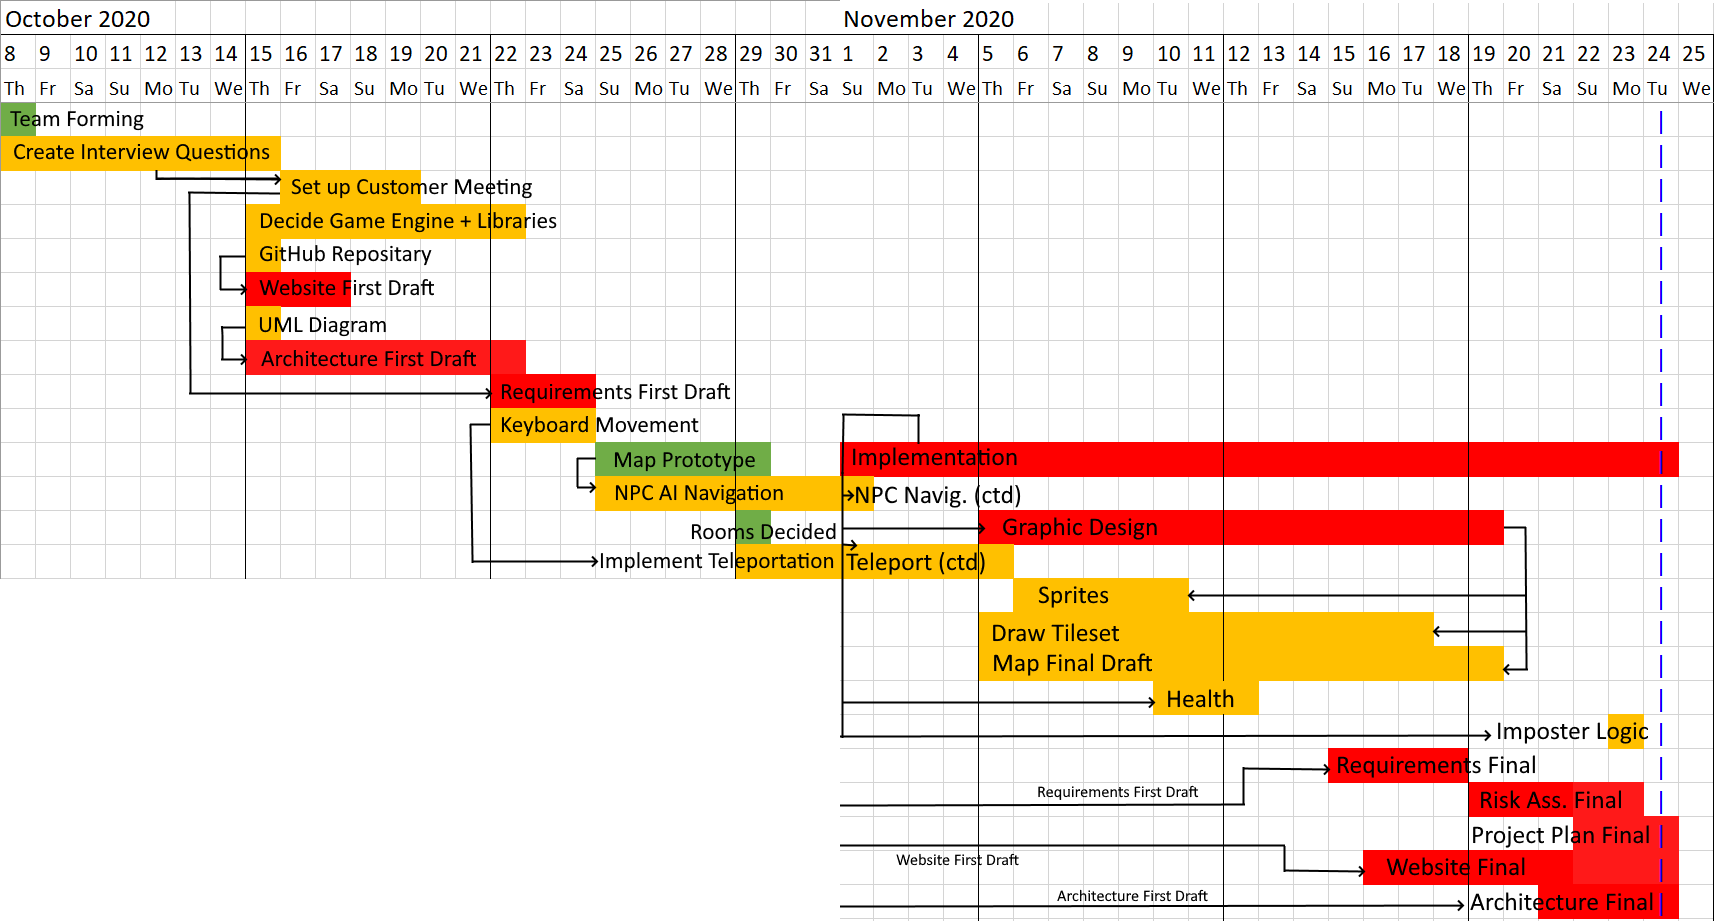 October 2020 November 2020
8 9 10 11 12 13 14 15 16 17 18 19 20 21 22 23 24 25 26 27 28 29 30 31 1 2 3 4 5 6 7 8 9 10 11 12 13 14 15 16 17 18 19 20 21 22 23 24 25
Th Fr Sa Su Mo Tu We Th Fr Sa Su Mo Tu We Th Fr Sa Su Mo Tu We Th Fr Sa Su Mo Tu We Th Fr Sa Su Mo Tu We Th Fr Sa Su Mo Tu We Th Fr Sa Su Mo Tu We
Team Forming
Create Interview Questions
Set up Customer Meeting
Decide Game Engine + Libraries
GitHub Repositary
Website First Draft
UML Diagram
Architecture First Draft
Requirements First Draft
Keyboard Movement
Map Prototype Implementation
NPC AI Navigation NPC Navig. (ctd)
Rooms Decided Graphic Design
Implement Teleportation Teleport (ctd)
Sprites
Draw Tileset
Map Final Draft
Health
Imposter Logic
Requirements Final
Requirements First Draft
Risk Ass. Final
Project Plan Final
Website First Draft
Website Final
Architecture First Draft
Architecture Final